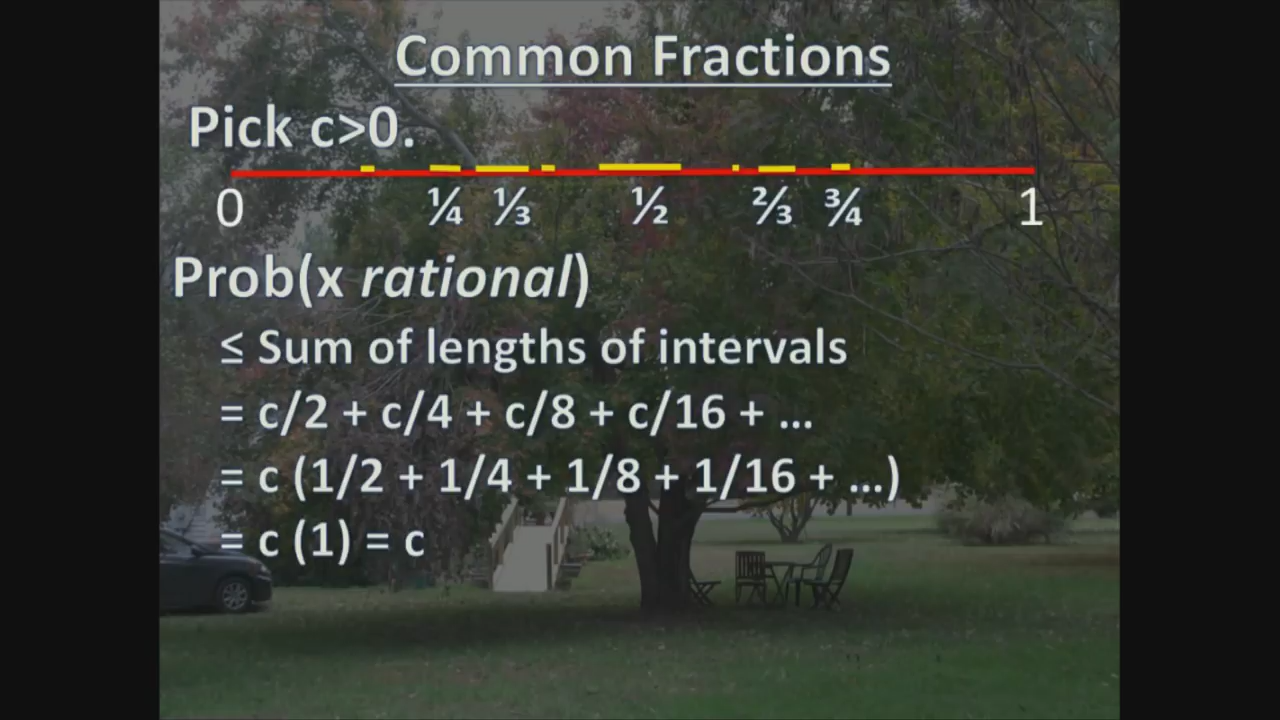 Common Fractions
Pick c>0.
0 ¼ ⅓ ½ ⅔ ¾ 1
Prob(x rational)
≤ Sum of lengths of intervals
= c/2 + c/4 + c/8 + c/16 + ...
= c (1/2 + 1/4 + 1/8 + 1/16 + ...)
= c (1) = c